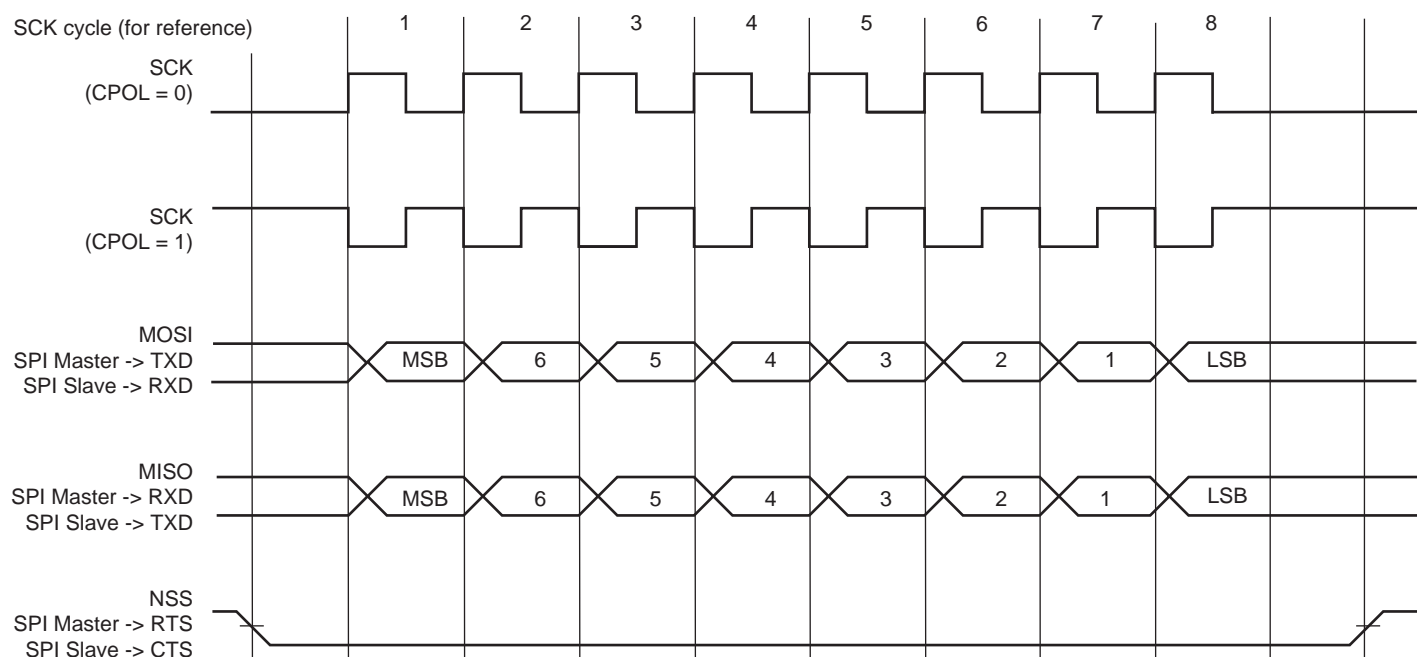 SCK cycle (for reference) 1 2 3 4 5 6 7 8
SCK
(CPOL = 0)
SCK
(CPOL = 1)
MOSI
SPI Master -> TXD MSB 6 5 4 3 2 1 LSB
SPI Slave -> RXD
MISO
SPI Master -> RXD MSB 6 5 4 3 2 1 LSB
SPI Slave -> TXD
NSS
SPI Master -> RTS
SPI Slave -> CTS